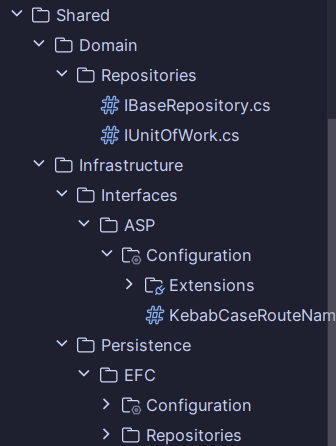 Shared
Domain
Repositories
IBaseRepository.cs
IUnitOfWork.cs
Infrastructure
Interfaces
ASP
Configuration
Extensions
KebabCaseRouteNam
Persistence
EFC
Configuration
Repositories